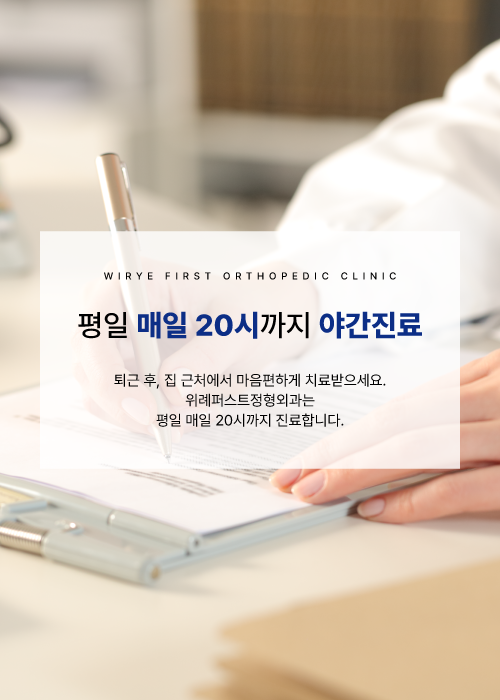 WIRYE FIRST ORTHOPEDIC CLINIC
평일 매일 20시까지 야간진료
퇴근 후, 집 근처에서 마음편하게 치료받으세요.
위례퍼스트정형외과는
평일 매일 20시까지 진료합니다.